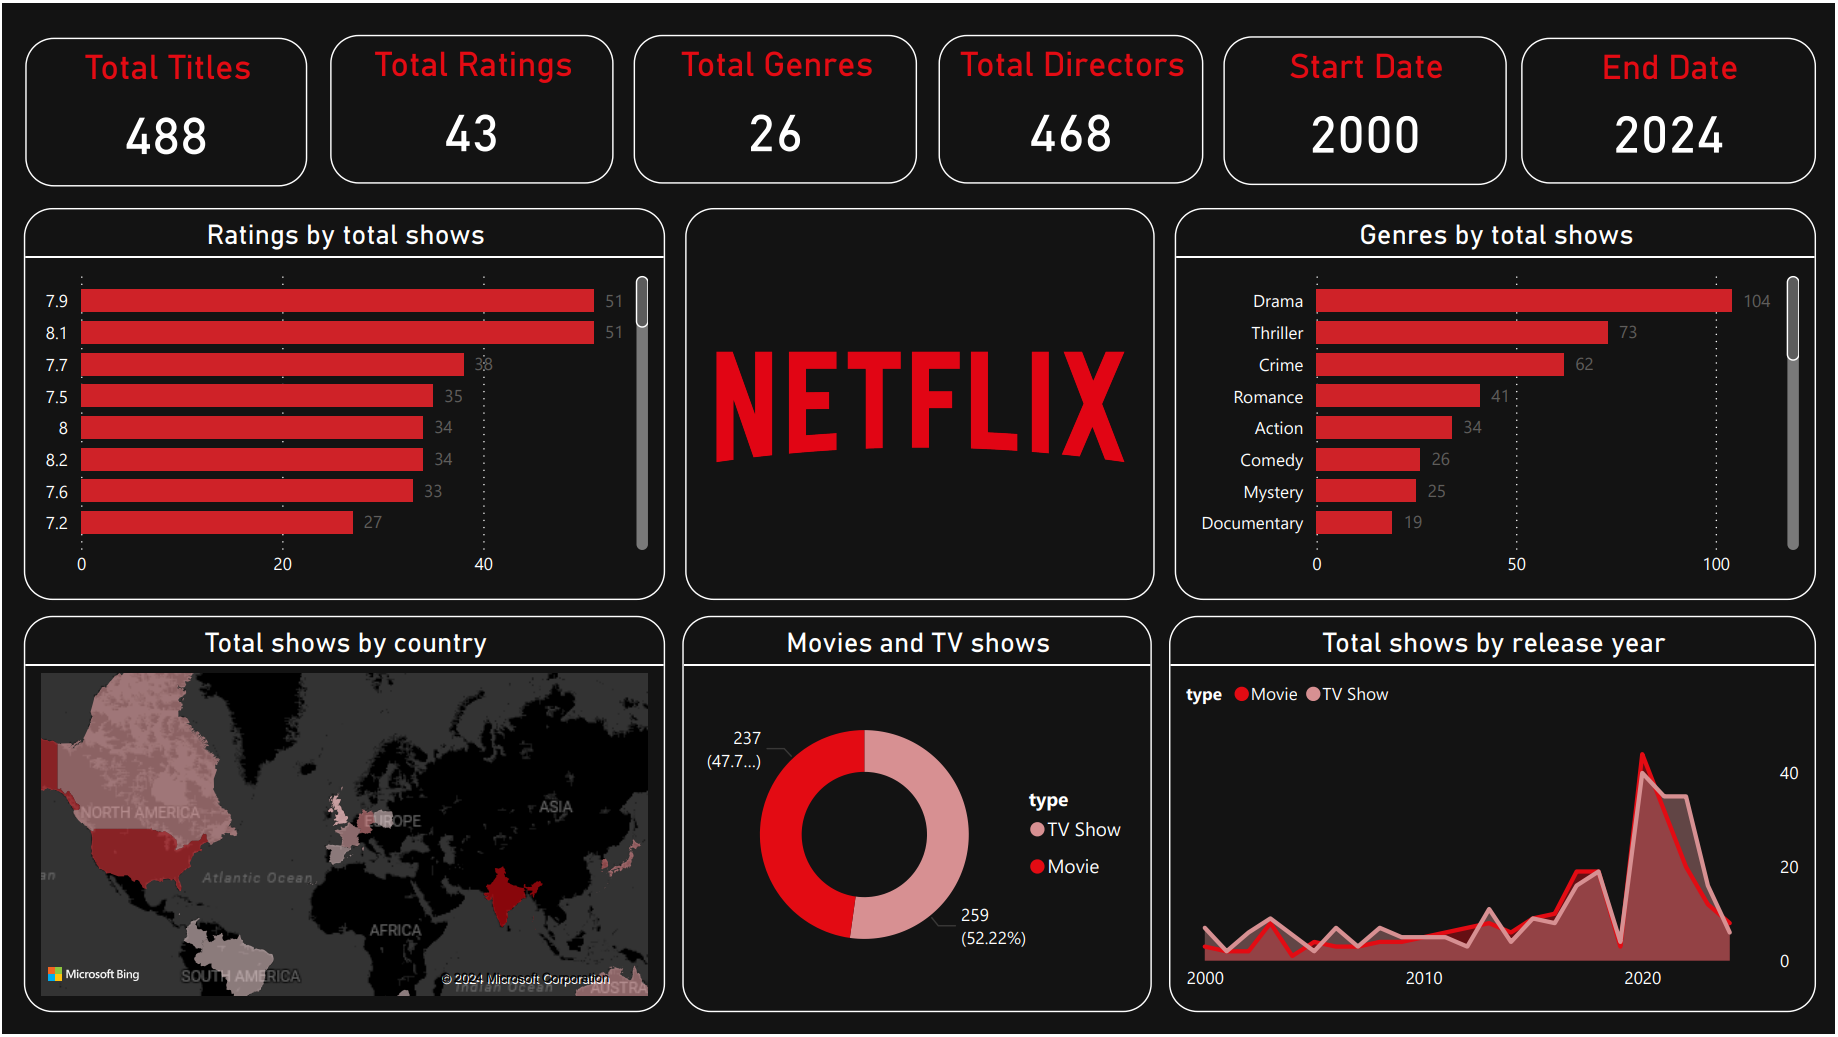 Total Titles
488
Total Ratings
43
Total Genres
26
Total Directors
468
Start Date
2000
End Date
2024
Ratings by total shows
7.9 51
8.1 51
7.7 38
7.5 35
8 34
8.2 34
7.6 33
7.2 27
0 20 40
NETFLIX
Genres by total shows
Drama 104
Thriller 73
Crime 62
Romance 41
Action 34
Comedy 26
Mystery 25
Documentary 19
0 50 100
Total shows by country
NORTH AMERICA
EUROPE
ASIA
an
Atlantic Ocean
AFRICA
SOUTH AMERICA
Indian Ocean
AUSTRA
Microsoft Bing
© 2024 Microsoft Corporation
Movies and TV shows
237
(47.7...)
259
(52.22%)
type
TV Show
Movie
Total shows by release year
type Movie TV Show
40
20
0
2000 2010 2020